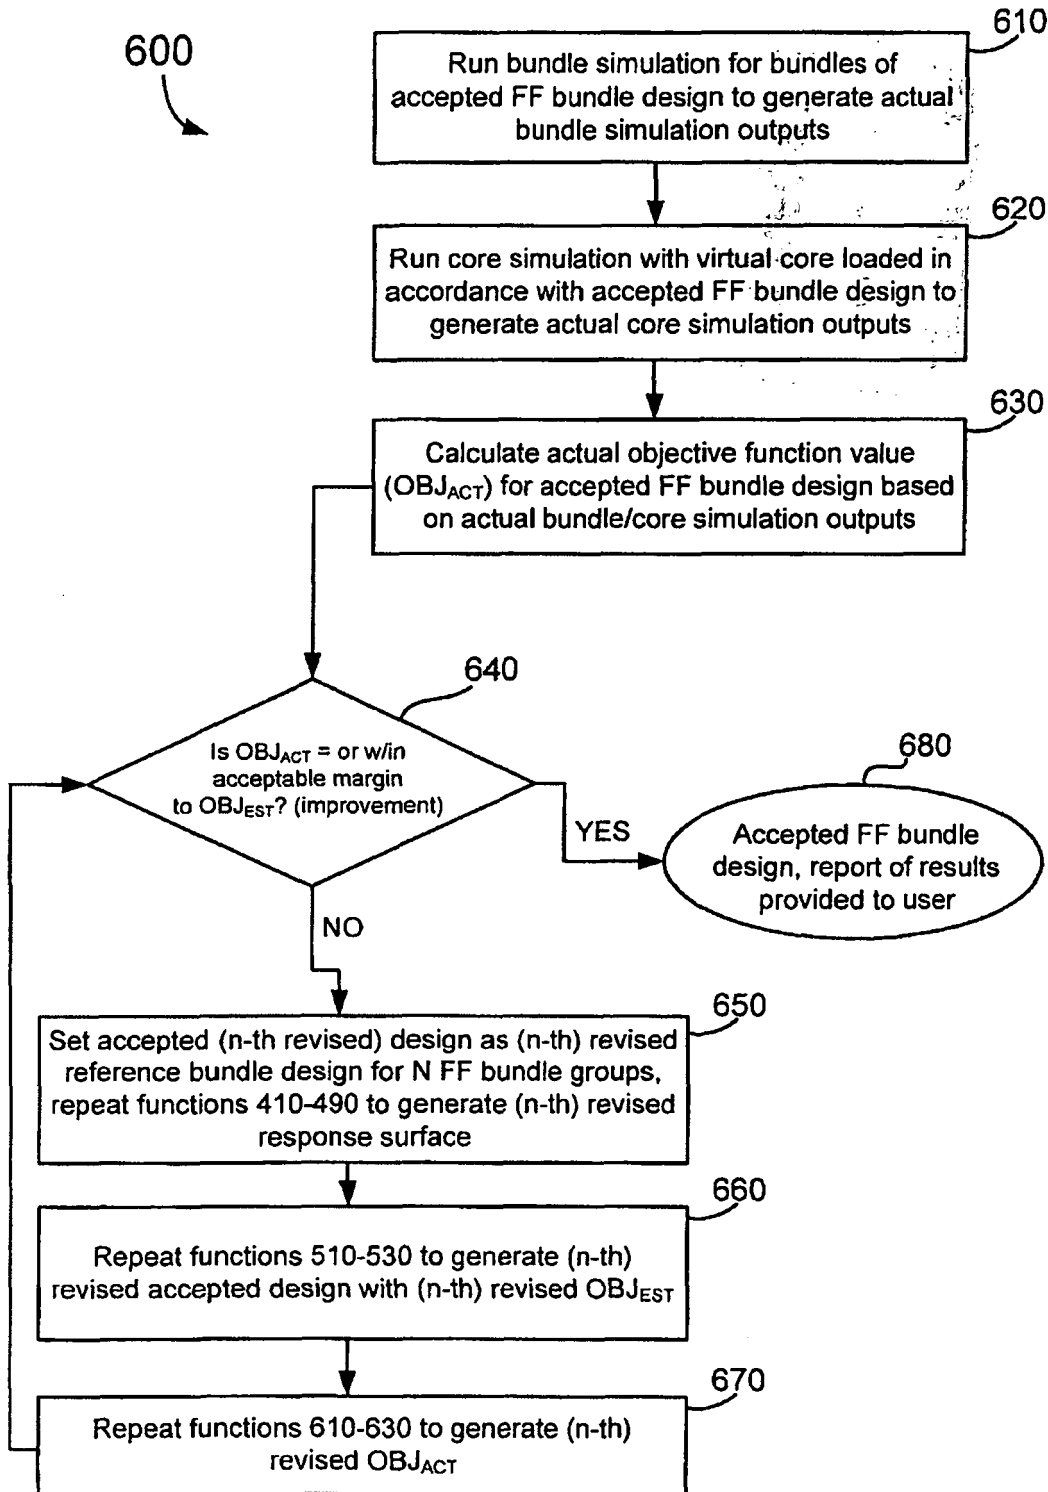 600
610
Run bundle simulation for bundles of
accepted FF bundle design to generate actual
bundle simulation outputs
620
Run core simulation with virtual core loaded in
accordance with accepted FF bundle design to
generate actual core simulation outputs
630
Calculate actual objective function value
(OBJACT) for accepted FF bundle design based
on actual bundle/core simulation outputs
640
Is OBJACT = or w/in
acceptable margin
to OBJEST? (improvement)
680
YES
Accepted FF bundle
design, report of results
provided to user
NO
650
Set accepted (n-th revised) design as (n-th) revised
reference bundle design for N FF bundle groups,
repeat functions 410-490 to generate (n-th) revised
response surface
660
Repeat functions 510-530 to generate (n-th)
revised accepted design with (n-th) revised OBJEST
670
Repeat functions 610-630 to generate (n-th)
revised OBJACT